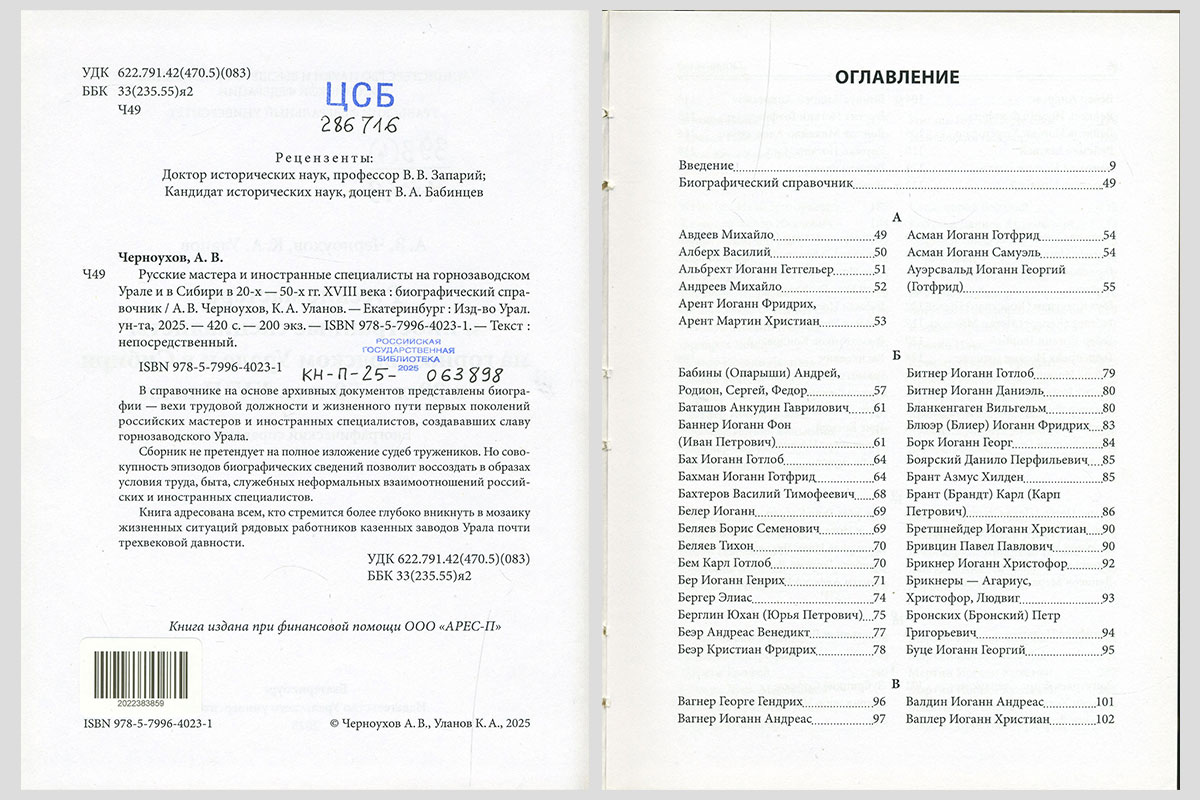 УДК 622.791.42(470.5)(083)
ББК 33(235.55)я2
Ч49
ЦСБ
286716
Рецензенты:
Доктор исторических наук, профессор В. В. Запарий;
Кандидат исторических наук, доцент В. А. Бабинцев
Черноухов, А. В.
Ч49 Русские мастера и иностранные специалисты на горнозаводском
Урале и в Сибири в 20-х — 50-х гг. XVIII века : биографический спра-
вочник / А. В. Черноухов, К. А. Уланов. — Екатеринбург : Изд-во Урал.
ун-та, 2025. — 420 с. — 200 экз. — ISBN 978-5-7996-4023-1. — Текст :
непосредственный.
РОССИЙСКАЯ
ГОСУДАРСТВЕННАЯ
БИБЛИОТЕКА
2025
ISBN 978-5-7996-4023-1
КН-П-25- 063898
В справочнике на основе архивных документов представлены биогра-
фии — вехи трудовой должности и жизненного пути первых поколений
российских мастеров и иностранных специалистов, создававших славу
горнозаводского Урала.
Сборник не претендует на полное изложение судеб тружеников. Но сово-
купность эпизодов биографических сведений позволит воссоздать в образах
условия труда, быта, служебных неформальных взаимоотношений россий-
ских и иностранных специалистов.
Книга адресована всем, кто стремится более глубоко вникнуть в мозаику
жизненных ситуаций рядовых работников казенных заводов Урала почти
трехвековой давности.
УДК 622.791.42(470.5)(083)
ББК 33(235.55)я2
Книга издана при финансовой помощи ООО «АРЕС-П»
2022383859
ISBN 978-5-7996-4023-1
© Черноухов А. В., Уланов К. А., 2025
ОГЛАВЛЕНИЕ
Введение 9
Биографический справочник 49
А
Авдеев Михайло 49
Алберх Василий 50
Альбрехт Иоганн Гетгельер 51
Андреев Михайло 52
Арент Иоганн Фридрих,
Арент Мартин Христиан 53
Асман Иоганн Готфрид 54
Асман Иоганн Самуэль 54
Ауэрсвальд Иоганн Георгий
(Готфрид) 55
Б
Бабины (Опарыши) Андрей,
Родион, Сергей, Федор 57
Баташов Анкудин Гаврилович 61
Баннер Иоганн Фон
(Иван Петрович) 61
Бах Иоганн Готлоб 64
Бахман Иоганн Готфрид 64
Бахтеров Василий Тимофеевич 68
Белер Иоганн 69
Беляев Борис Семенович 69
Беляев Тихон 70
Бем Карл Готлоб 70
Бер Иоганн Генрих 71
Бергер Элиас 74
Берглин Юхан (Юрья Петрович) 75
Беэр Андреас Венедикт 77
Беэр Кристиан Фридрих 78
Битнер Иоганн Готлоб 79
Битнер Иоганн Даниэль 80
Бланкенгаген Вильгельм 80
Блюэр (Блиер) Иоганн Фридрих 83
Борк Иоганн Георг 84
Боярский Данило Перфильевич 85
Брант Азмус Хилден 85
Брант (Брандт) Карл (Карп
Петрович) 86
Бретшнейдер Иоганн Христиан 90
Бривцин Павел Павлович 90
Брикнер Иоганн Христофор 92
Брикнеры — Агариус,
Христофор, Людвиг 93
Бронских (Бронский) Петр
Григорьевич 94
Буце Иоганн Георгий 95
В
Вагнер Георге Гендрих 96
Вагнер Иоганн Андреас 97
Валдин Иоганн Андреас 101
Ваплер Иоганн Христиан 102